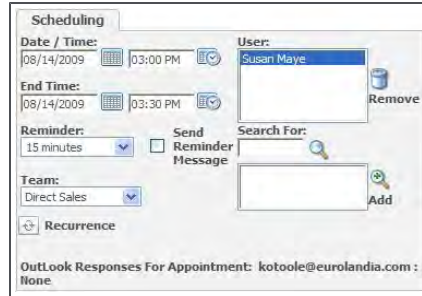 Scheduling
Date / Time:
08/14/2009 03:00 PM
End Time:
08/14/2009 03:30 PM
Reminder:
15 minutes
Send
Reminder
Message
Team:
Direct Sales
Recurrence
User:
Susan Maye
Remove
Search For:
Add
OutLook Responses For Appointment: kotoole@eurolandia.com :
None